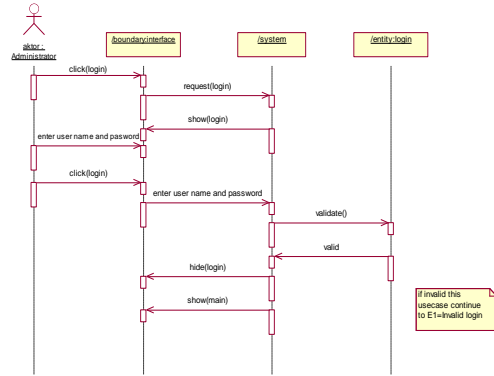 aktor :
Administrator
/boundary:interface
/system
/entity:login
click(login)
request(login)
show(login)
enter user name and pasword
click(login)
enter user name and password
validate()
valid
hide(login)
show(main)
if invalid this
usecase continue
to E1=Invalid login